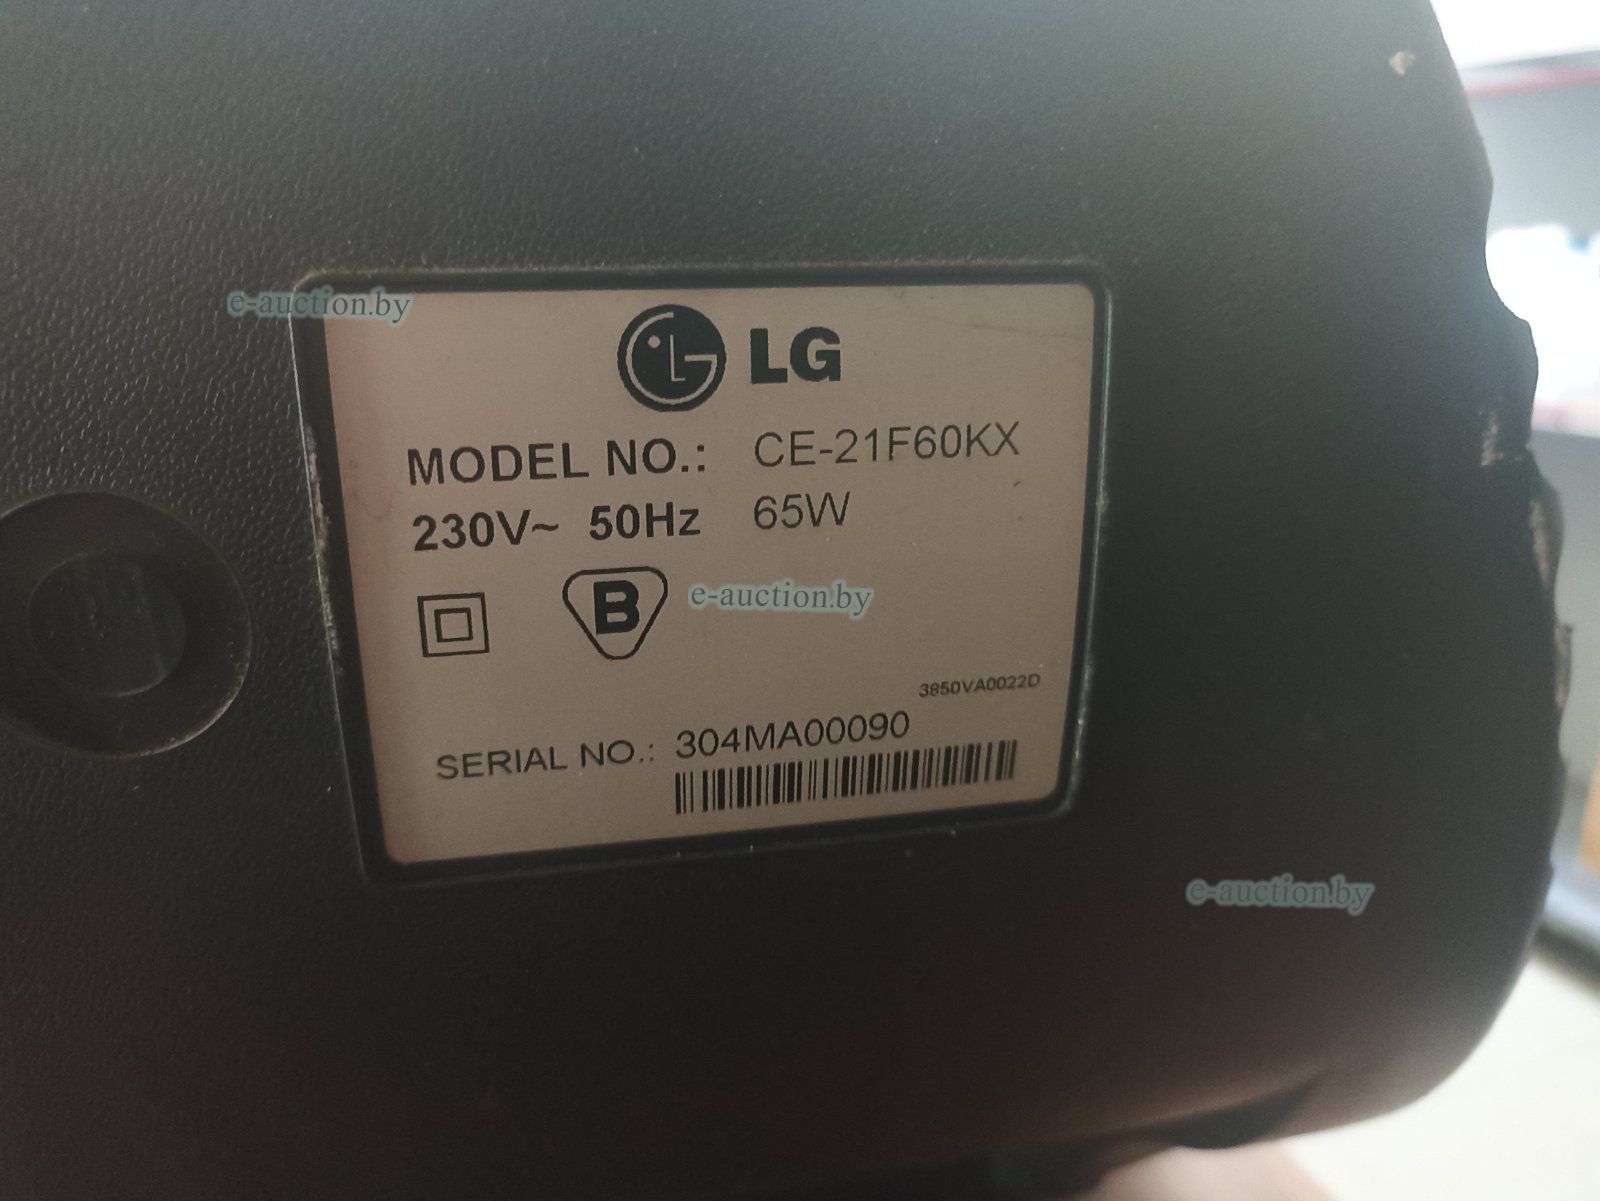 e-auction.by
LG
MODEL NO.: CE-21F60KX
230V~ 50Hz 65W
B
e-auction.by
3850VA0022D
SERIAL NO.: 304MA00090
e-auction.by